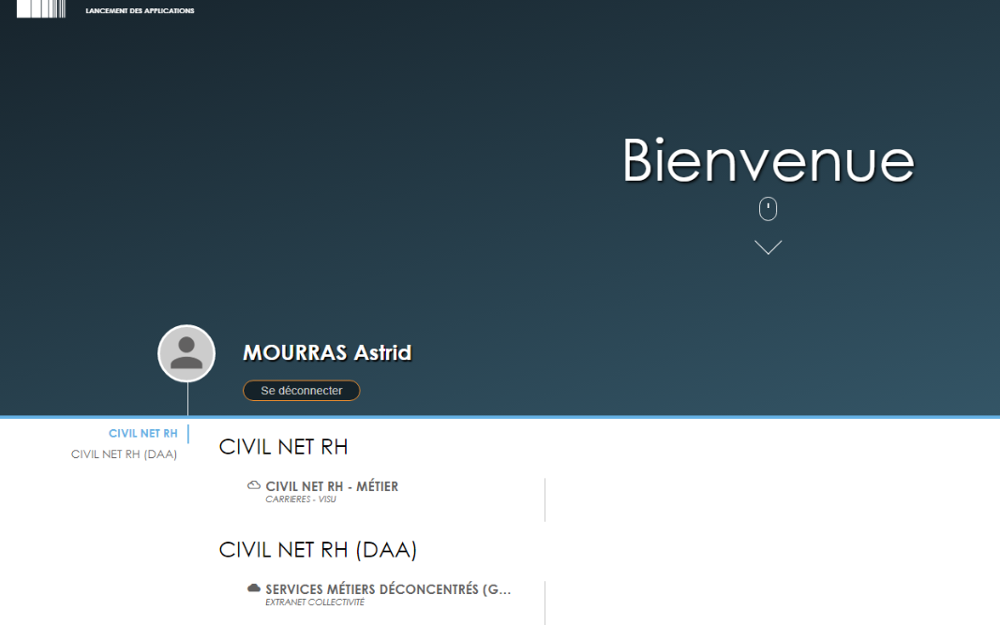 LANCEMENT DES APPLICATIONS
Bienvenue
MOURRAS Astrid
Se déconnecter
CIVIL NET RH
CIVIL NET RH (DAA)
CIVIL NET RH
CIVIL NET RH - MÉTIER
CARRIERES - VISU
CIVIL NET RH (DAA)
SERVICES MÉTIERS DÉCONCENTRÉS (G...
EXTRANET COLLECTIVITÉ